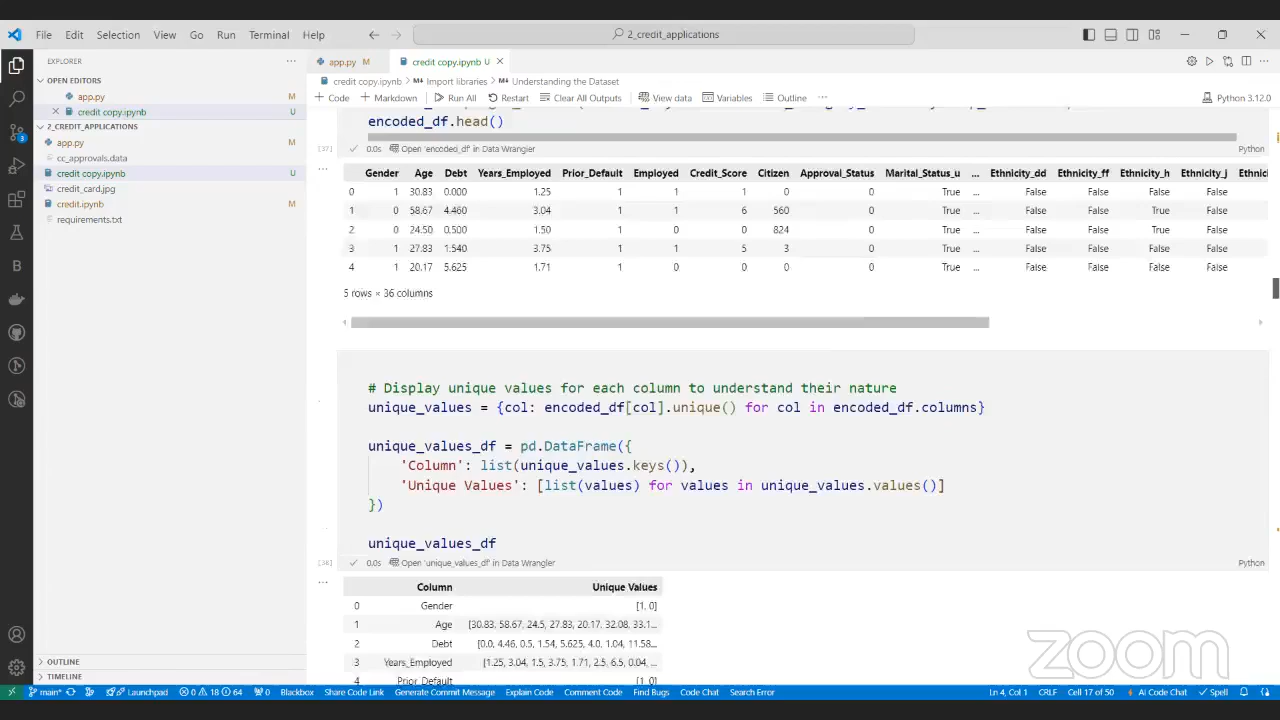 File Edit Selection View Go Run Terminal Help
2_credit_applications
EXPLORER
OPEN EDITORS
app.py M
credit copy.ipynb U
2_CREDIT_APPLICATIONS
app.py M
cc_approvals.data
credit copy.ipynb U
credit_card.jpg
credit.ipynb M
requirements.txt
OUTLINE
TIMELINE
app.py M credit copy.ipynb U
credit copy.ipynb > M Import libraries > M Understanding the Dataset
+ Code + Markdown Run All Restart Clear All Outputs View data Variables Outline ... Python 3.12.0
encoded_df.head()
[37] 0.0s Open 'encoded_df' in Data Wrangler Python
Gender Age Debt Years_Employed Prior_Default Employed Credit_Score Citizen Approval_Status Marital_Status_u ... Ethnicity_dd Ethnicity_ff Ethnicity_h Ethnicity_j Ethnic
0 1 30.83 0.000 1.25 1 1 1 0 0 True ... False False False False
1 0 58.67 4.460 3.04 1 1 6 560 0 True ... False False True False
2 0 24.50 0.500 1.50 1 0 0 824 0 True ... False False True False
3 1 27.83 1.540 3.75 1 1 5 3 0 True ... False False False False
4 1 20.17 5.625 1.71 1 0 0 0 0 True ... False False False False
5 rows × 36 columns
# Display unique values for each column to understand their nature
unique_values = {col: encoded_df[col].unique() for col in encoded_df.columns}
unique_values_df = pd.DataFrame({
'Column': list(unique_values.keys()),
'Unique Values': [list(values) for values in unique_values.values()]
})
unique_values_df
[38] 0.0s Open 'unique_values_df' in Data Wrangler Python
Column Unique Values
0 Gender [1, 0]
1 Age [30.83, 58.67, 24.5, 27.83, 20.17, 32.08, 33.1...
2 Debt [0.0, 4.46, 0.5, 1.54, 5.625, 4.0, 1.04, 11.58...
3 Years_Employed [1.25, 3.04, 1.5, 3.75, 1.71, 2.5, 6.5, 0.04, ...
4 Prior_Default [1, 0]
zoom
main* Launchpad 0 18 64 0 Blackbox Share Code Link Generate Commit Message Explain Code Comment Code Find Bugs Code Chat Search Error Ln 4, Col 1 CRLF Cell 17 of 50 AI Code Chat Spell